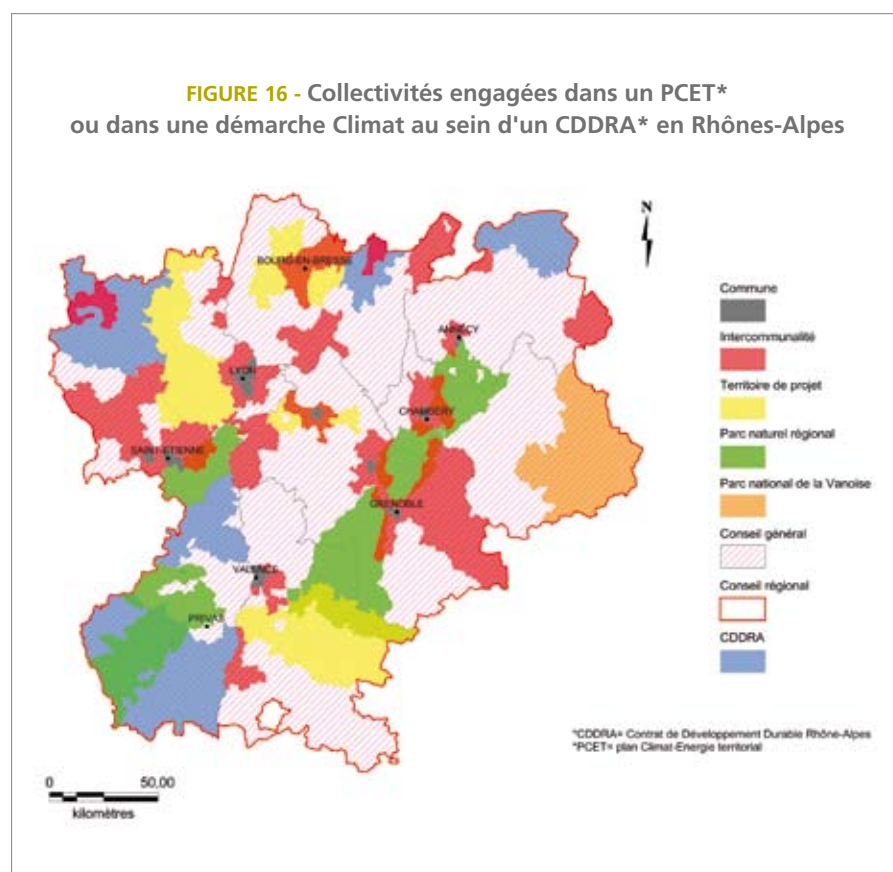 FIGURE 16 - Collectivités engagées dans un PCET*
ou dans une démarche Climat au sein d'un CDDRA* en Rhônes-Alpes
N
BOURG-EN-BRESSE
ANNECY
LYON
CHAMBERY
SAINT-ETIENNE
GRENOBLE
VALENCE
PRIVAS
Commune
Intercommunalité
Territoire de projet
Parc naturel régional
Parc national de la Vanoise
Conseil général
Conseil régional
CDDRA
*CDDRA= Contrat de Développement Durable Rhône-Alpes
*PCET= plan Climat-Energie territorial
0 50,00
kilomètres